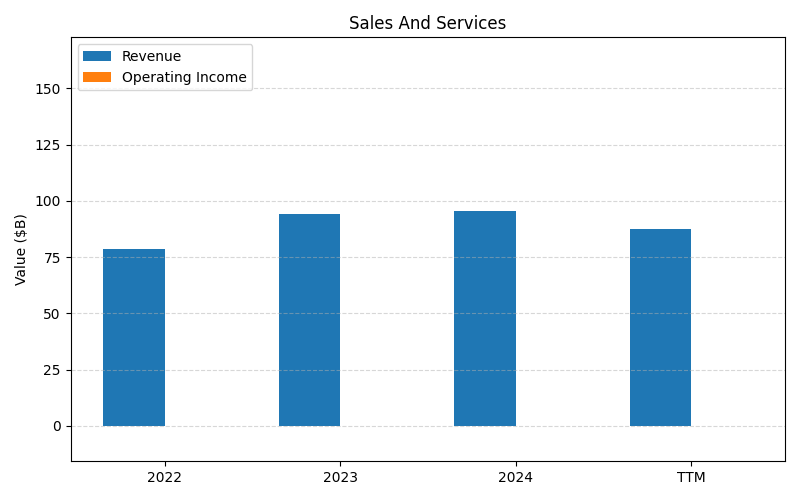 Sales And Services
Revenue
Operating Income
Value ($B)
150
125
100
75
50
25
0
2022 2023 2024 TTM